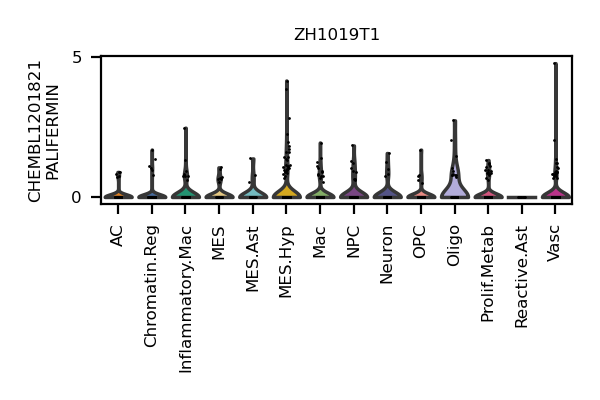 ZH1019T1
CHEMBL1201821
PALIFERMIN
5
0
AC
Chromatin.Reg
Inflammatory.Mac
MES
MES.Ast
MES.Hyp
Mac
NPC
Neuron
OPC
Oligo
Prolif.Metab
Reactive.Ast
Vasc